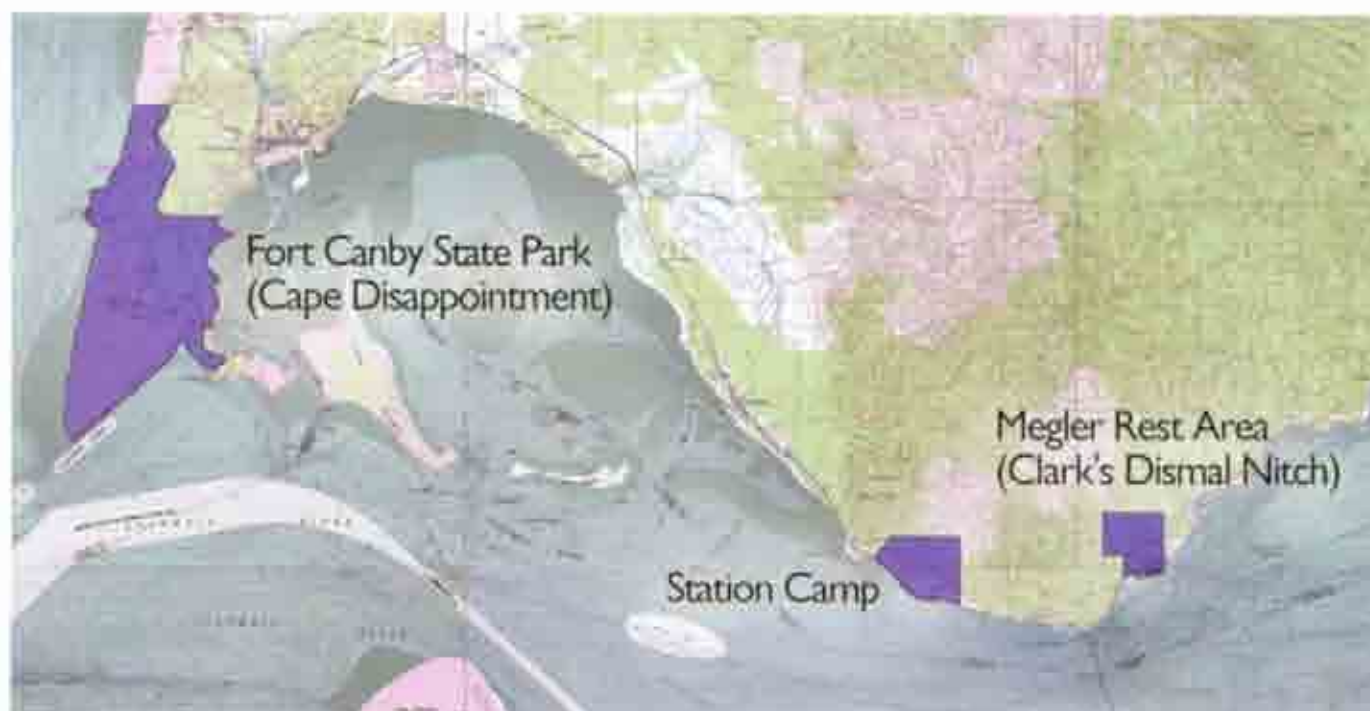 Fort Canby State Park
(Cape Disappointment)
Megler Rest Area
(Clark's Dismal Nitch)
Station Camp